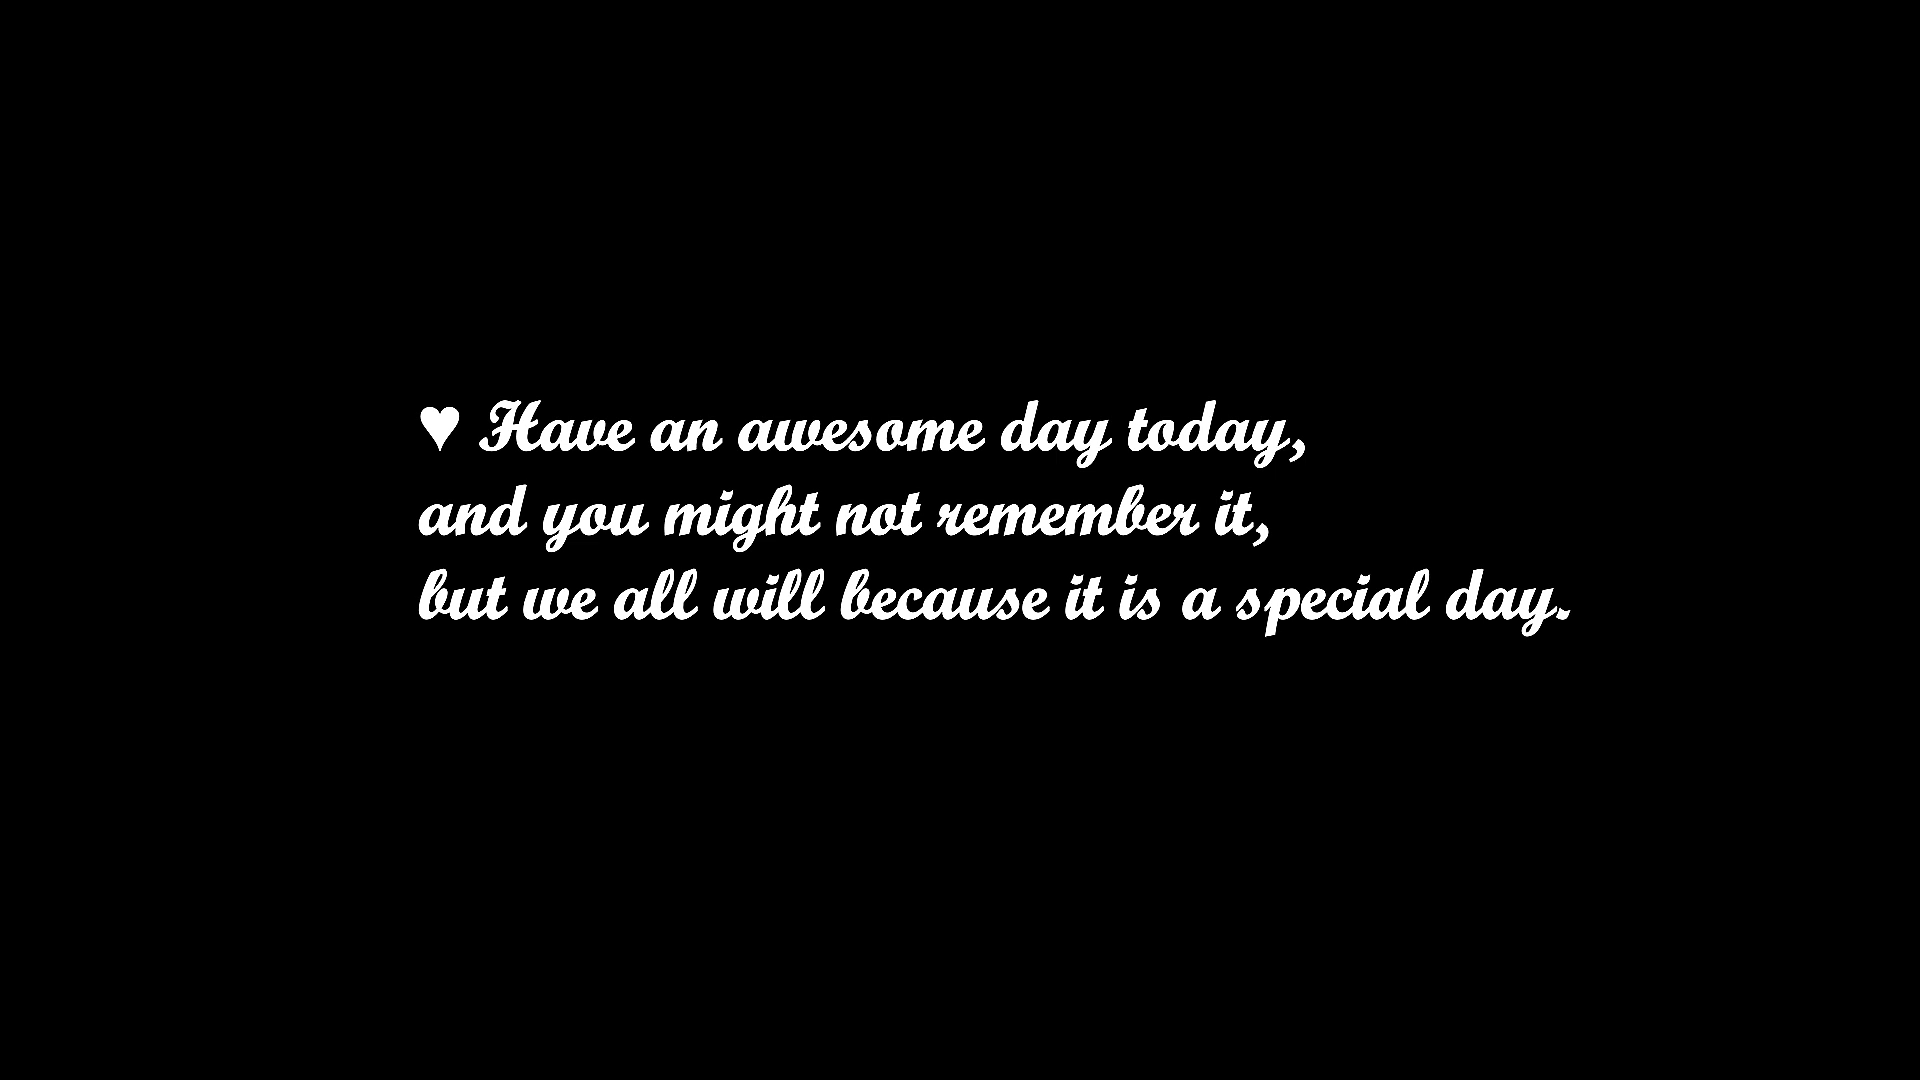 ♥ Have an awesome day today,
and you might not remember it,
but we all will because it is a special day.